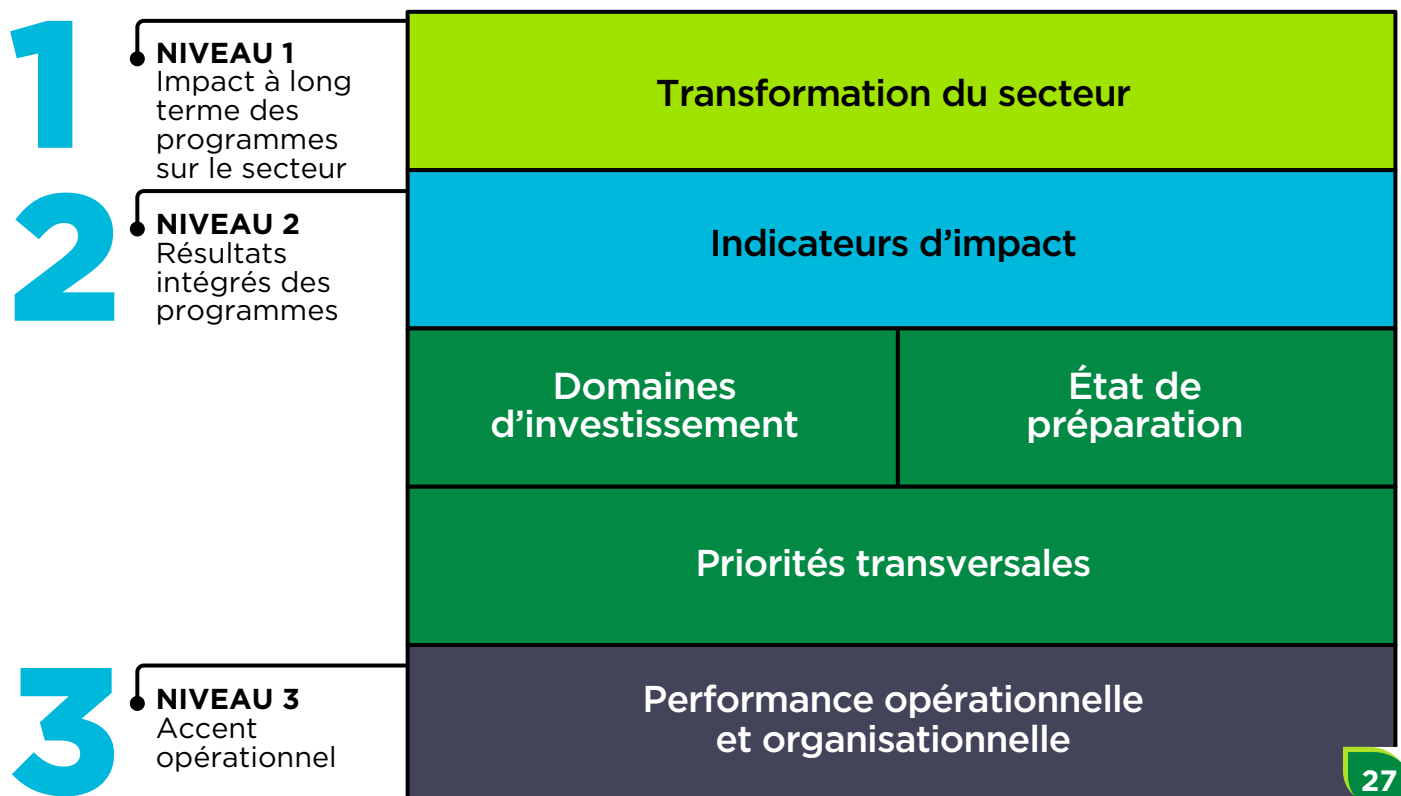 1
NIVEAU 1
Impact à long
terme des
programmes
sur le secteur
Transformation du secteur
2
NIVEAU 2
Résultats
intégrés des
programmes
Indicateurs d’impact
Domaines
d’investissement
État de
préparation
Priorités transversales
3
NIVEAU 3
Accent
opérationnel
Performance opérationnelle
et organisationnelle
27